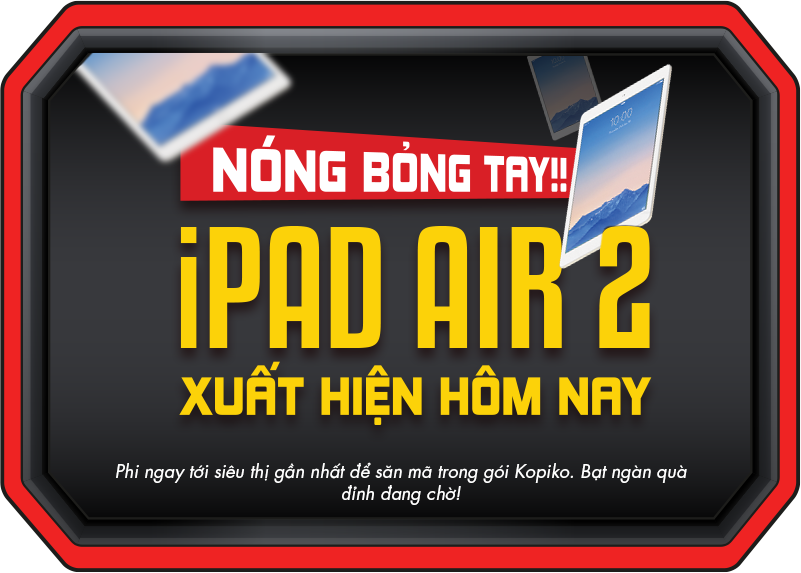 NÓNG BỎNG TAY!!
iPAD AIR 2
XUẤT HIỆN HÔM NAY
Phi ngay tới siêu thị gần nhất để săn mã trong gói Kopiko. Bạt ngàn quà
đỉnh đang chờ!